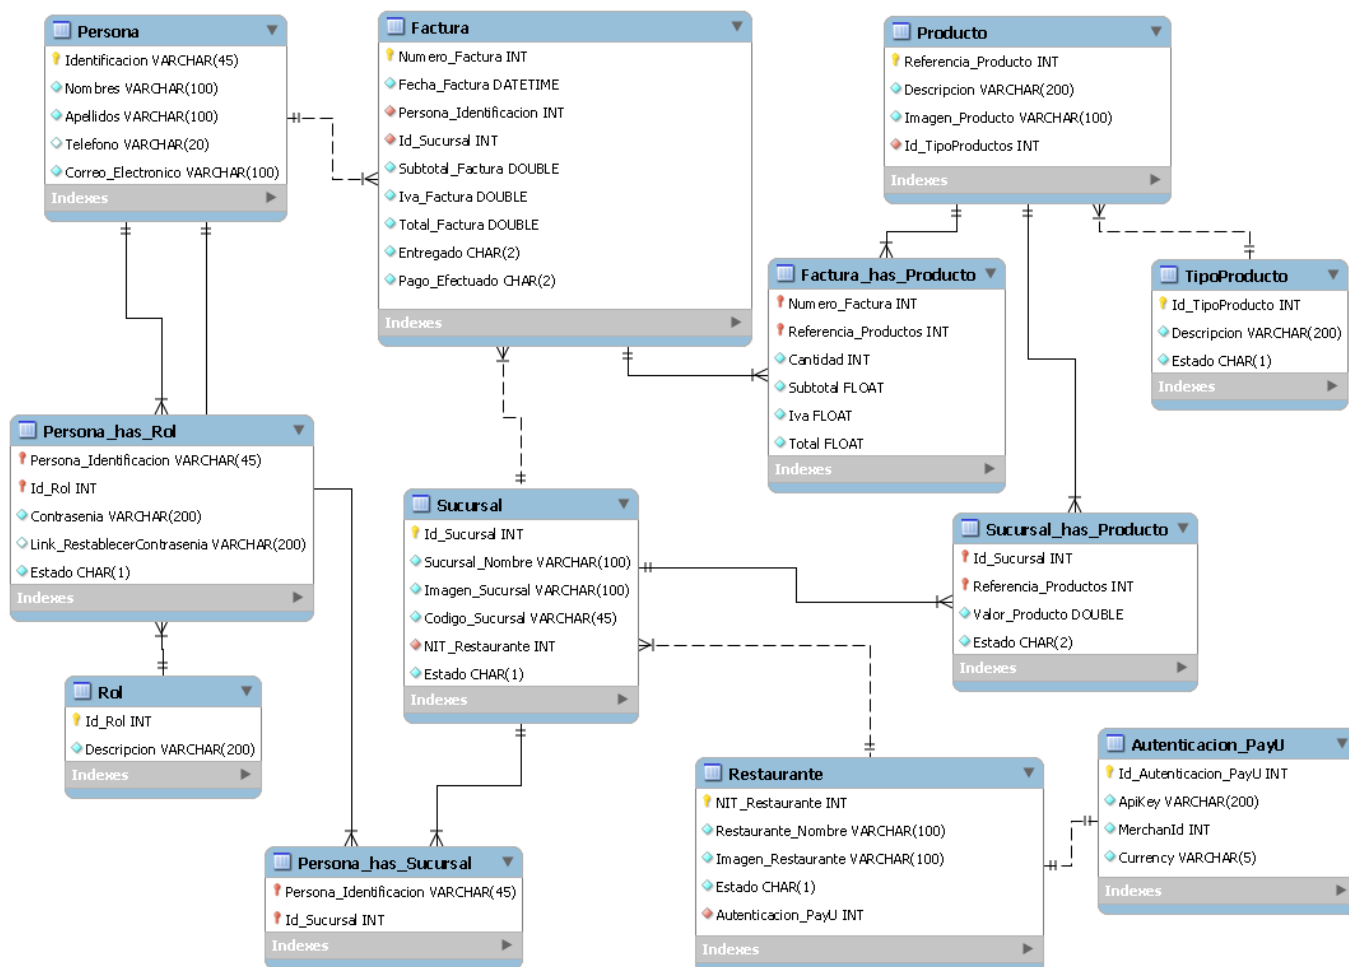 Persona
Identificacion VARCHAR(45)
Nombres VARCHAR(100)
Apellidos VARCHAR(100)
Telefono VARCHAR(20)
Correo_Electronico VARCHAR(100)
Indexes
Factura
Numero_Factura INT
Fecha_Factura DATETIME
Persona_Identificacion INT
Id_Sucursal INT
Subtotal_Factura DOUBLE
Iva_Factura DOUBLE
Total_Factura DOUBLE
Entregado CHAR(2)
Pago_Efectuado CHAR(2)
Indexes
Producto
Referencia_Producto INT
Descripcion VARCHAR(200)
Imagen_Producto VARCHAR(100)
Id_TipoProductos INT
Indexes
Factura_has_Producto
Numero_Factura INT
Referencia_Productos INT
Cantidad INT
Subtotal FLOAT
Iva FLOAT
Total FLOAT
Indexes
TipoProducto
Id_TipoProducto INT
Descripcion VARCHAR(200)
Estado CHAR(1)
Indexes
Persona_has_Rol
Persona_Identificacion VARCHAR(45)
Id_Rol INT
Contrasenia VARCHAR(200)
Link_RestablecerContrasenia VARCHAR(200)
Estado CHAR(1)
Indexes
Sucursal
Id_Sucursal INT
Sucursal_Nombre VARCHAR(100)
Imagen_Sucursal VARCHAR(100)
Codigo_Sucursal VARCHAR(45)
NIT_Restaurante INT
Estado CHAR(1)
Indexes
Sucursal_has_Producto
Id_Sucursal INT
Referencia_Productos INT
Valor_Producto DOUBLE
Estado CHAR(2)
Indexes
Rol
Id_Rol INT
Descripcion VARCHAR(200)
Indexes
Restaurante
NIT_Restaurante INT
Restaurante_Nombre VARCHAR(100)
Imagen_Restaurante VARCHAR(100)
Estado CHAR(1)
Autenticacion_PayU INT
Indexes
Autenticacion_PayU
Id_Autenticacion_PayU INT
ApiKey VARCHAR(200)
MerchanId INT
Currency VARCHAR(5)
Indexes
Persona_has_Sucursal
Persona_Identificacion VARCHAR(45)
Id_Sucursal INT
Indexes